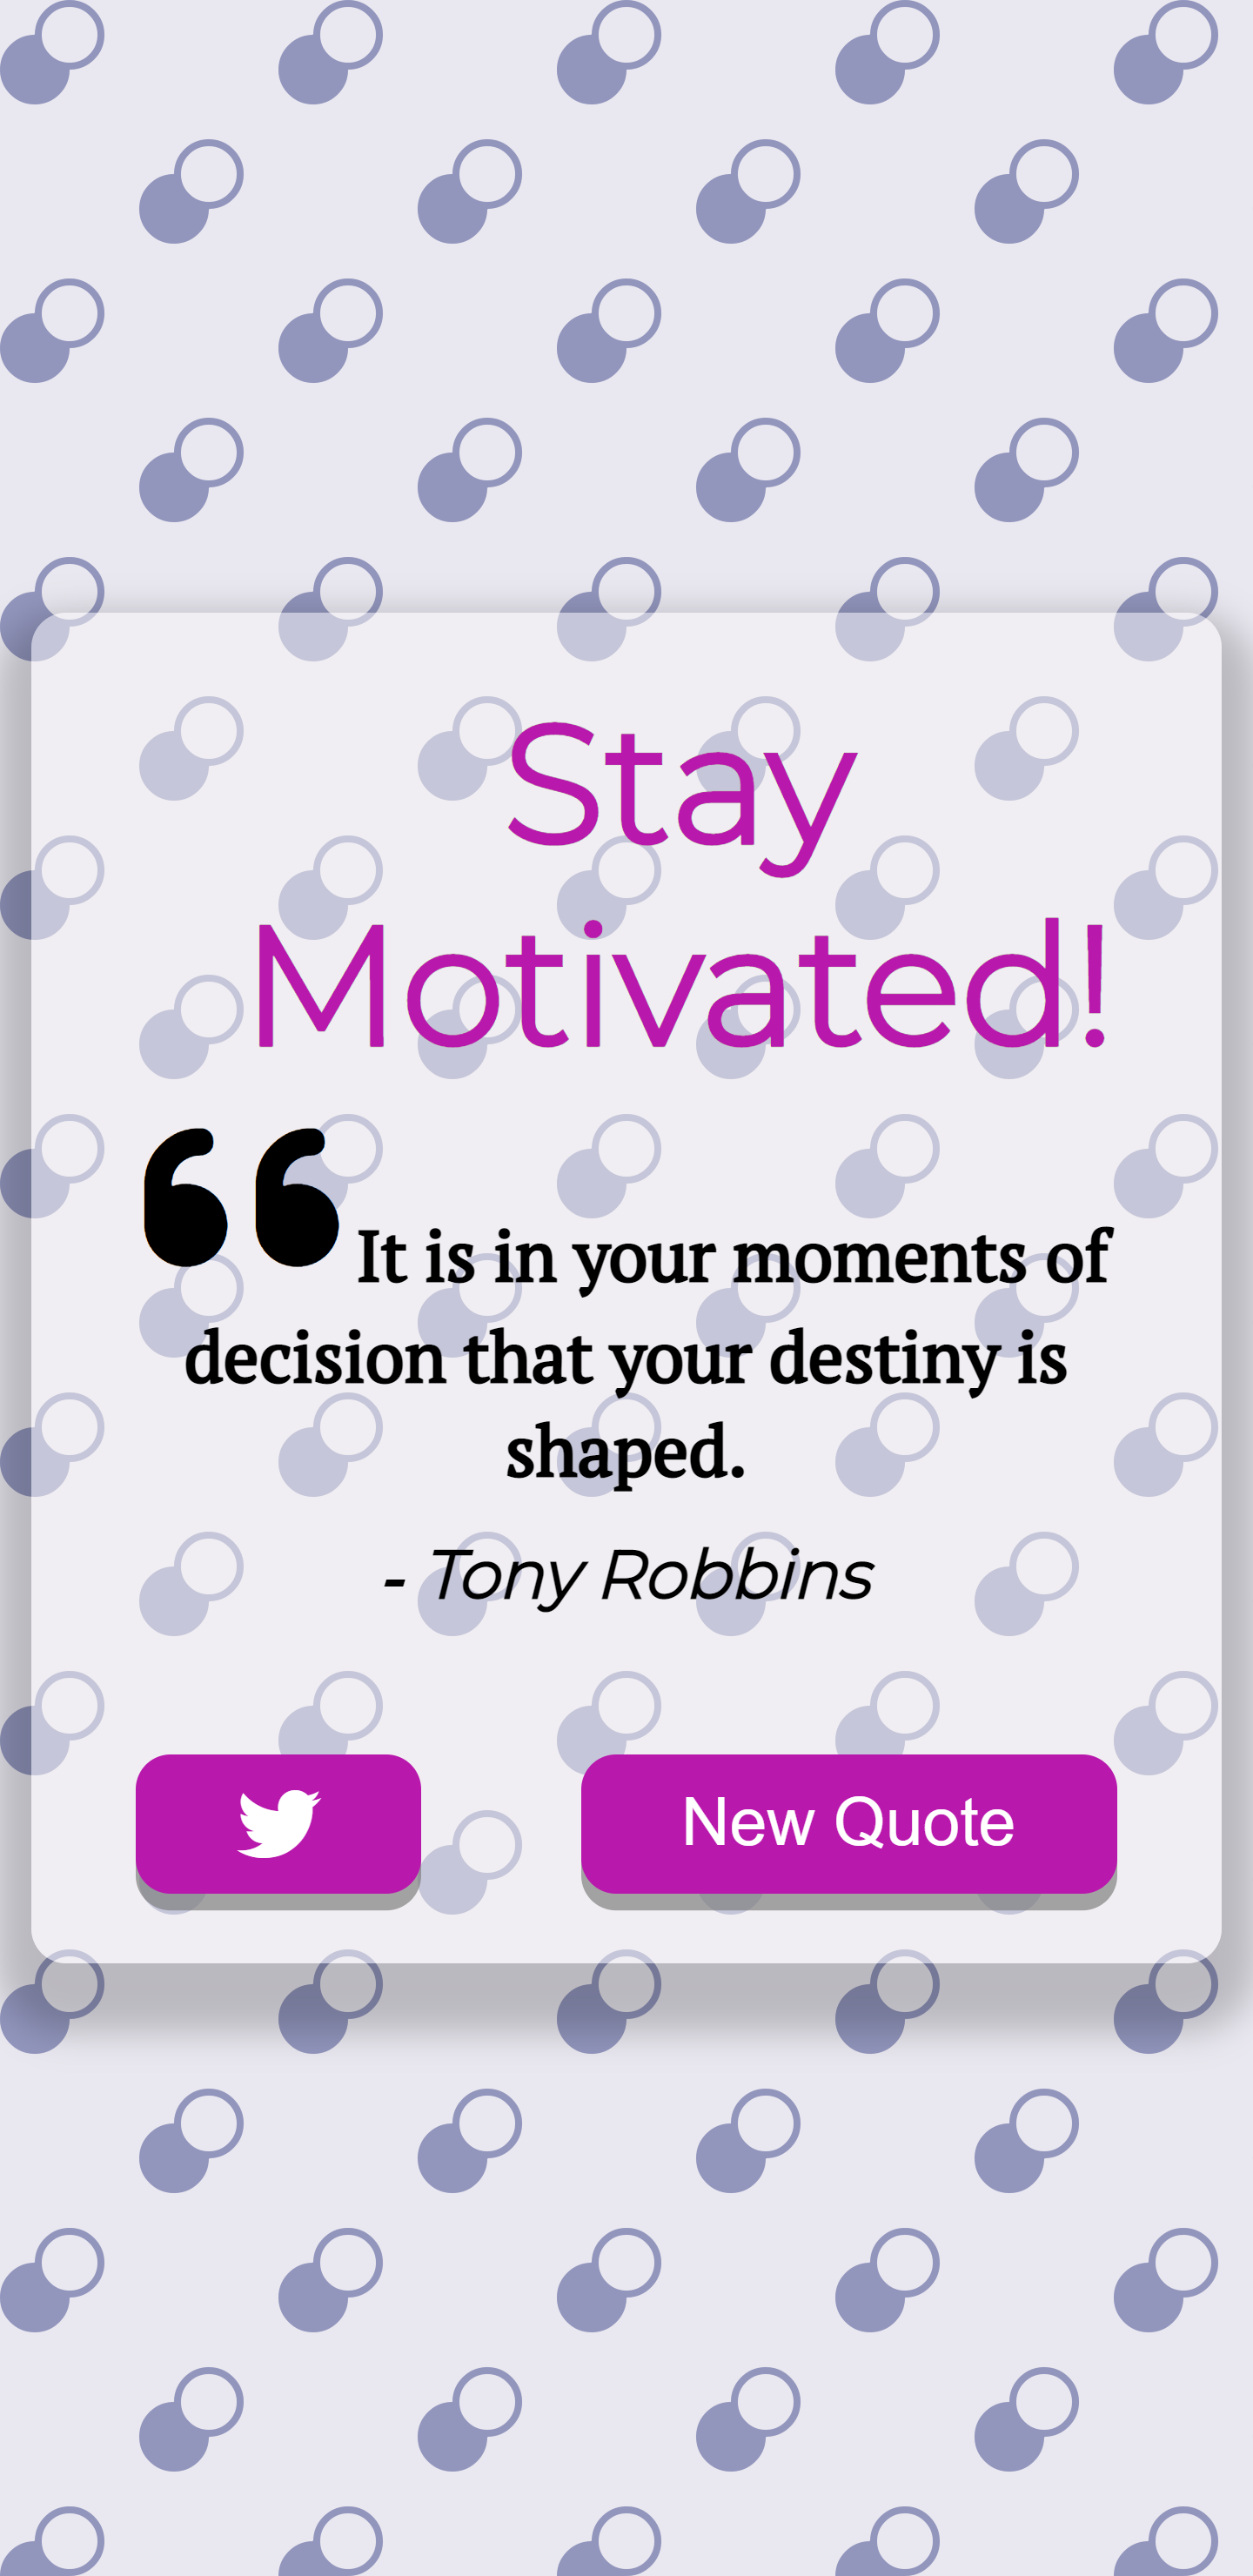 Stay
Motivated!
“ It is in your moments of
decision that your destiny is
shaped.
- Tony Robbins
New Quote